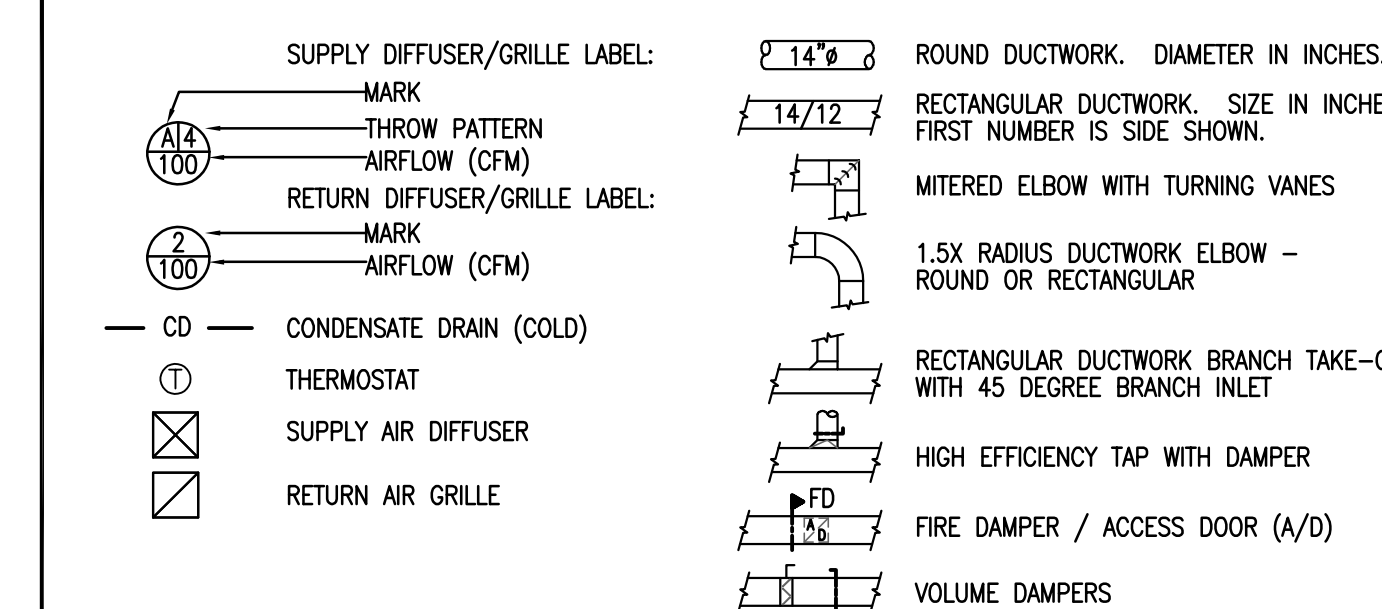 SUPPLY DIFFUSER/GRILLE LABEL:
MARK
THROW PATTERN
AIRFLOW (CFM)
A 4
100
RETURN DIFFUSER/GRILLE LABEL:
MARK
AIRFLOW (CFM)
2
100
CD CONDENSATE DRAIN (COLD)
T THERMOSTAT
SUPPLY AIR DIFFUSER
RETURN AIR GRILLE
14"ø ROUND DUCTWORK. DIAMETER IN INCHES.
14/12 RECTANGULAR DUCTWORK. SIZE IN
FIRST NUMBER IS SIDE SHOWN.
MITERED ELBOW WITH TURNING VANES
1.5X RADIUS DUCTWORK ELBOW –
ROUND OR RECTANGULAR
RECTANGULAR DUCTWORK BRANCH
WITH 45 DEGREE BRANCH INLET
HIGH EFFICIENCY TAP WITH DAMPER
FD
A
D
FIRE DAMPER / ACCESS DOOR (A/D)
VOLUME DAMPERS